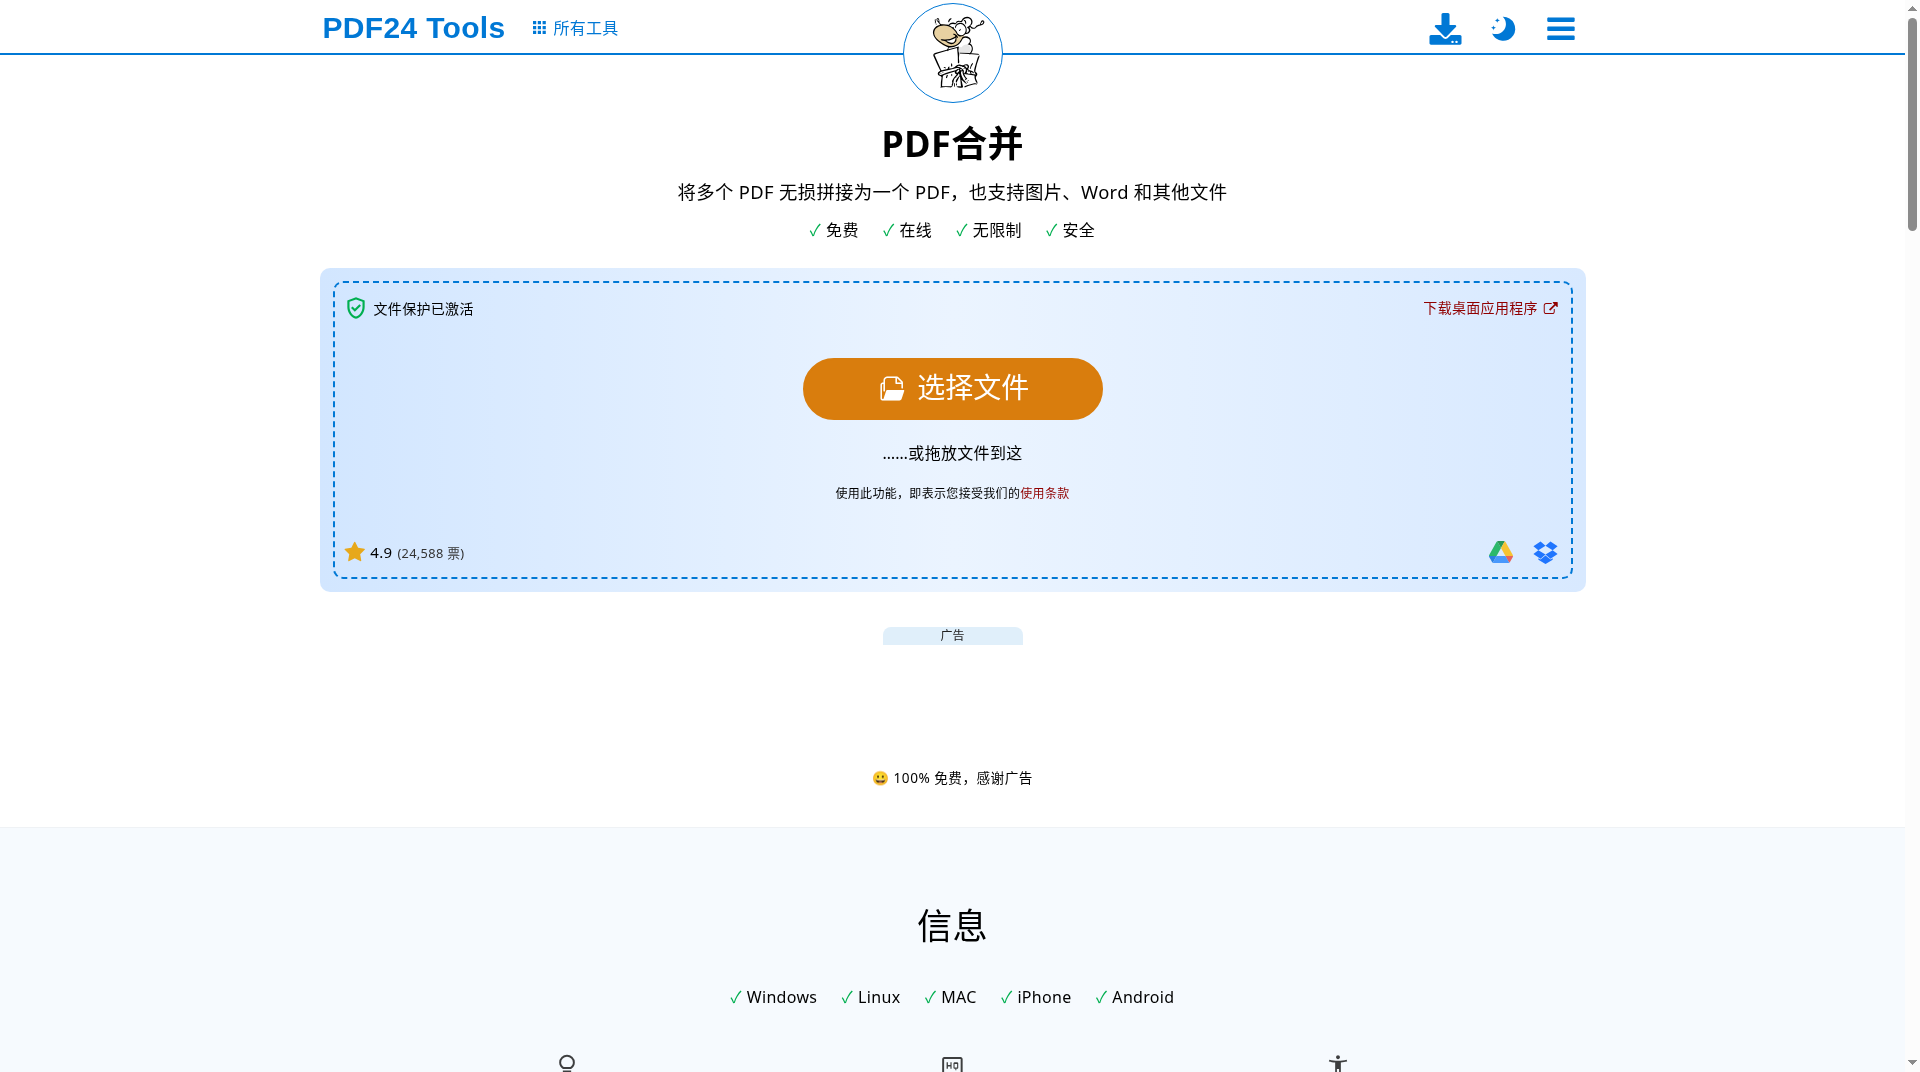 PDF24 Tools
所有工具
PDF合并
将多个 PDF 无损拼接为一个 PDF，也支持图片、Word 和其他文件
✓ 免费 ✓ 在线 ✓ 无限制 ✓ 安全
文件保护已激活
下载桌面应用程序
选择文件
......或拖放文件到这
使用此功能，即表示您接受我们的使用条款
4.9 (24,588 票)
广告
😀 100% 免费，感谢广告
信息
✓ Windows ✓ Linux ✓ MAC ✓ iPhone ✓ Android
HQ